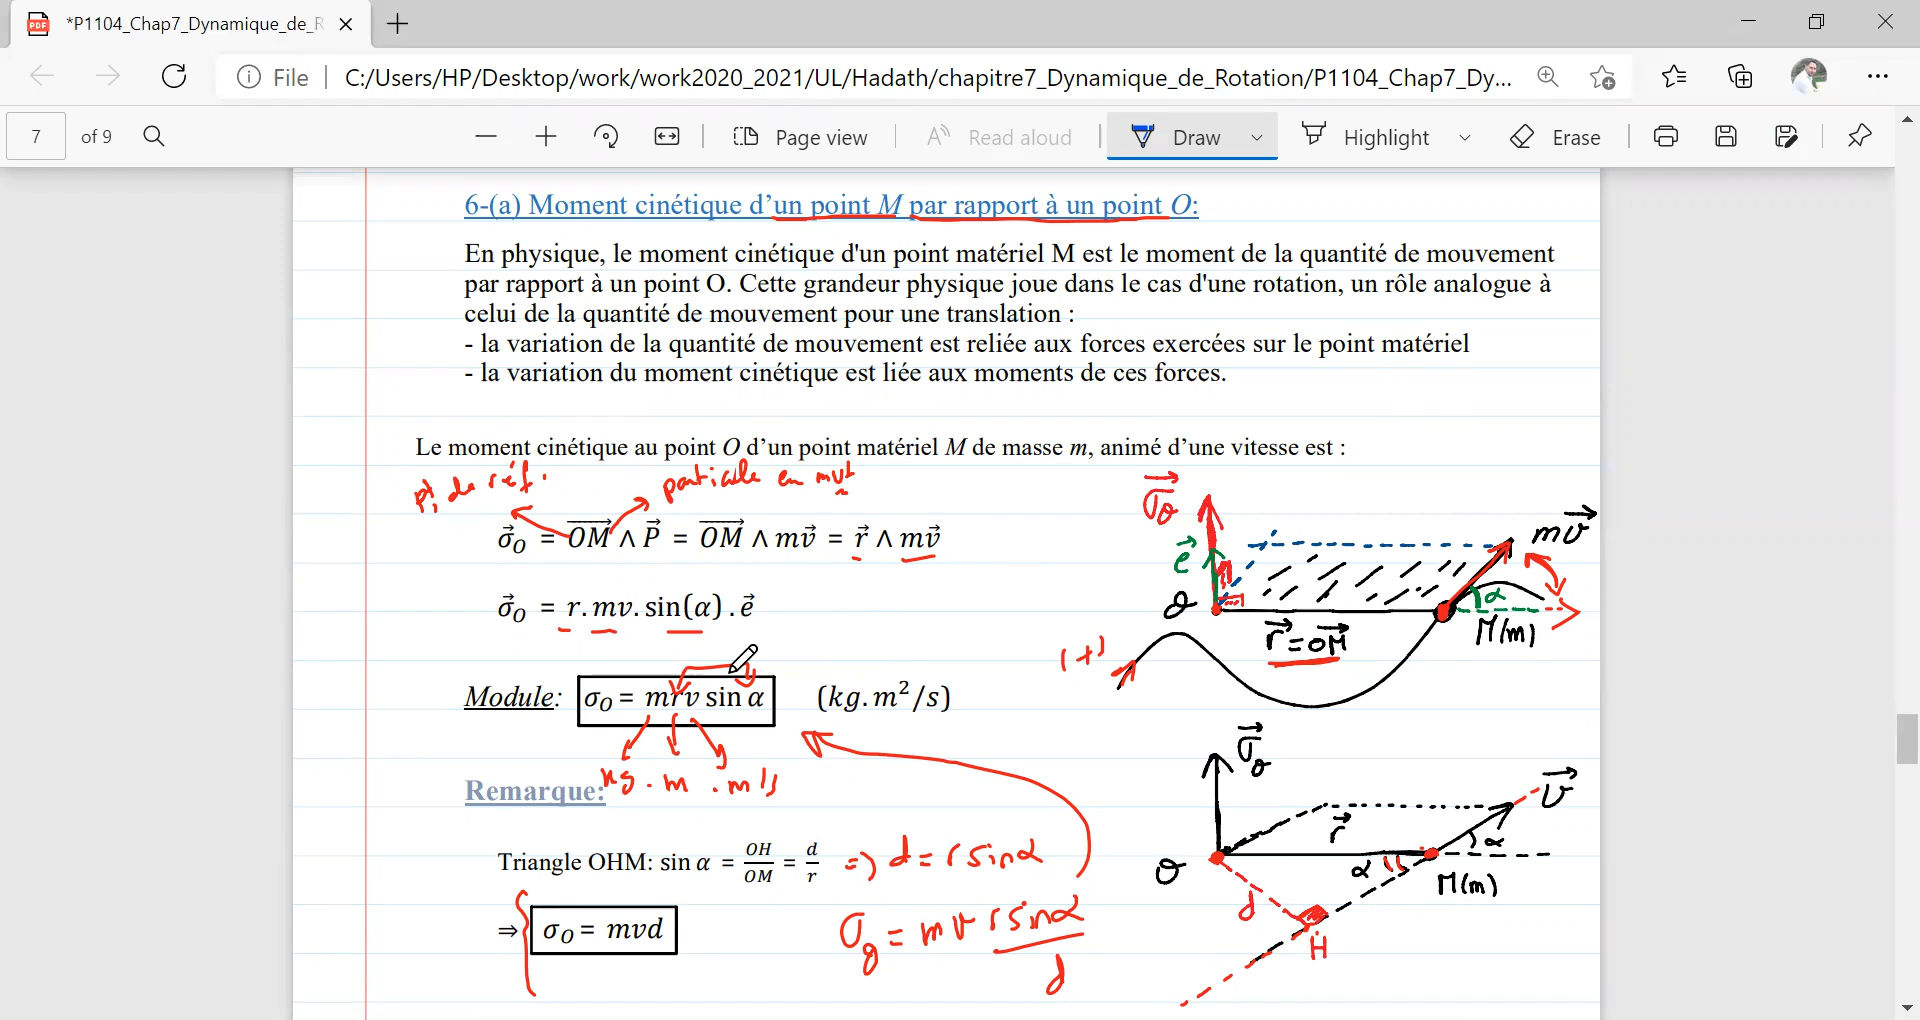 *P1104_Chap7_Dynamique_de_R
File | C:/Users/HP/Desktop/work/work2020_2021/UL/Hadath/chapitre7_Dynamique_de_Rotation/P1104_Chap7_Dy...
7 of 9 Page view Read aloud Draw Highlight Erase
6-(a) Moment cinétique d’un point M par rapport à un point O:
En physique, le moment cinétique d'un point matériel M est le moment de la quantité de mouvement
par rapport à un point O. Cette grandeur physique joue dans le cas d'une rotation, un rôle analogue à
celui de la quantité de mouvement pour une translation :
- la variation de la quantité de mouvement est reliée aux forces exercées sur le point matériel
- la variation du moment cinétique est liée aux moments de ces forces.
Le moment cinétique au point O d’un point matériel M de masse m, animé d’une vitesse est :
pt de réf. particule en mvt
σ⃗O = OM⃗ ∧ P⃗ = OM⃗ ∧ mv⃗ = r⃗ ∧ mv⃗
σ⃗O = r. mv. sin(α). e⃗
Module: σO = mrv sin α (kg.m²/s)
kg . m . m/s
Remarque:
Triangle OHM: sin α = OH/OM = d/r => d = r sin α
⇒ σO = mvd
σO = m v r sin α
d
σ⃗O
e⃗
O
mv⃗
α
r⃗ = OM⃗
M(m)
(+)
σ⃗O
v⃗
r⃗
α
O
α
M(m)
d
H